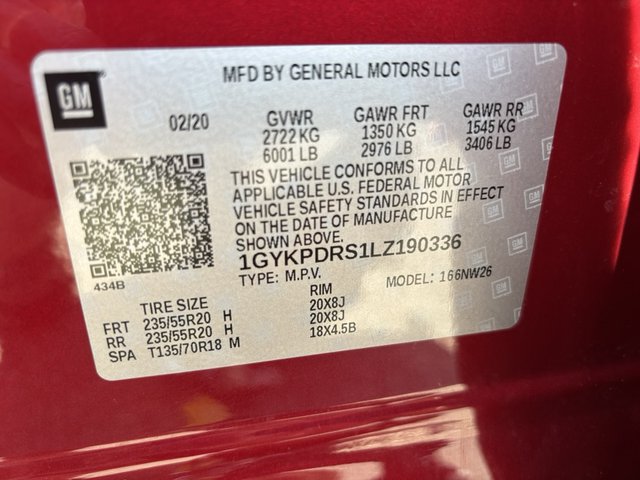 GM
MFD BY GENERAL MOTORS LLC
02/20
GVWR GAWR FRT GAWR RR
2722 KG 1350 KG 1545 KG
6001 LB 2976 LB 3406 LB
THIS VEHICLE CONFORMS TO ALL
APPLICABLE U.S. FEDERAL MOTOR
VEHICLE SAFETY STANDARDS IN EFFECT
ON THE DATE OF MANUFACTURE
SHOWN ABOVE.
1GYKPDRS1LZ190336
434B
TYPE: M.P.V. MODEL: 166NW26
TIRE SIZE RIM
FRT 235/55R20 H 20X8J
RR 235/55R20 H 20X8J
SPA T135/70R18 M 18X4.5B